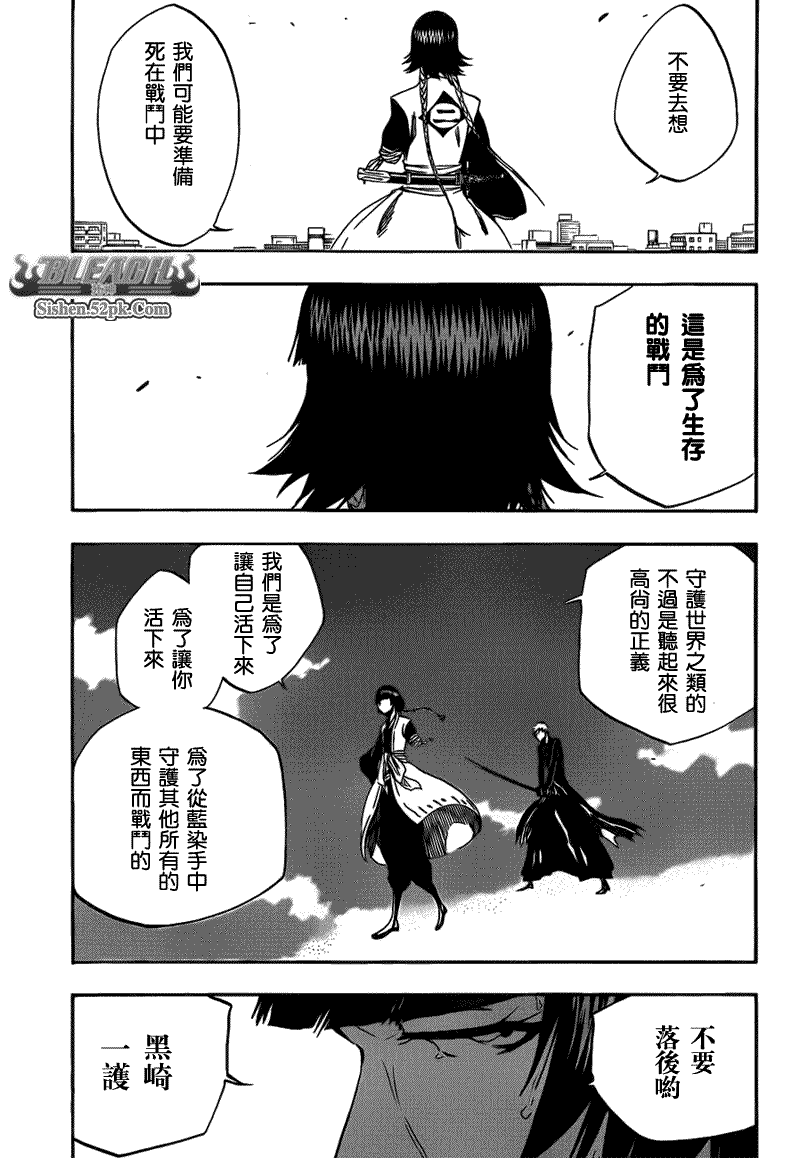 不要去想
我們可能要準備
死在戰鬥中
二
BLEACH
Sishen.52pk.Com
這是爲了生存
的戰鬥
守護世界之類的
不過是聽起來很
高尚的正義
我們是爲了
讓自己活下來
爲了讓你
活下來
爲了從藍染手中
守護其他所有的
東西而戰鬥的
不要
落後喲
黑崎
一護